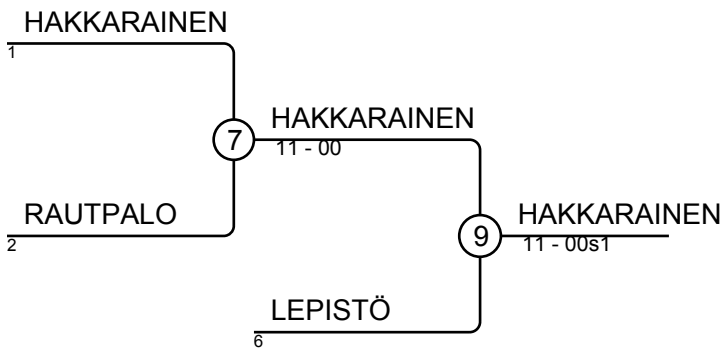 HAKKARAINEN
1
7
HAKKARAINEN
11 - 00
RAUTPALO
2
9
HAKKARAINEN
11 - 00s1
LEPISTÖ
6